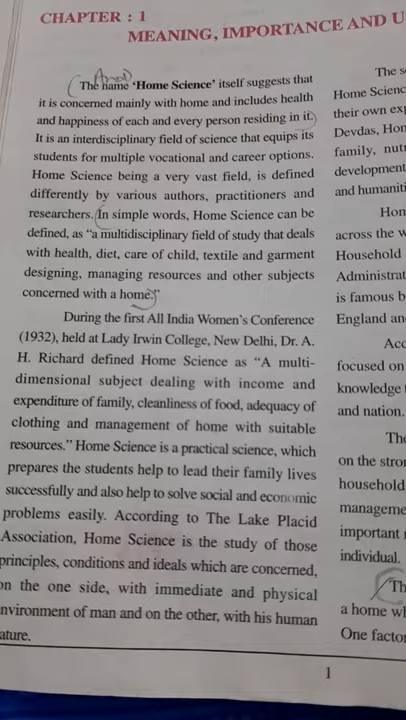 CHAPTER : 1
MEANING, IMPORTANCE AND U
And
The name ‘Home Science’ itself suggests that
it is concerned mainly with home and includes health
and happiness of each and every person residing in it.
It is an interdisciplinary field of science that equips its
students for multiple vocational and career options.
Home Science being a very vast field, is defined
differently by various authors, practitioners and
researchers. In simple words, Home Science can be
defined, as “a multidisciplinary field of study that deals
with health, diet, care of child, textile and garment
designing, managing resources and other subjects
concerned with a home.”
During the first All India Women's Conference
(1932), held at Lady Irwin College, New Delhi, Dr. A.
H. Richard defined Home Science as “A multi-
dimensional subject dealing with income and
expenditure of family, cleanliness of food, adequacy of
clothing and management of home with suitable
resources.” Home Science is a practical science, which
prepares the students help to lead their family lives
successfully and also help to solve social and economic
problems easily. According to The Lake Placid
Association, Home Science is the study of those
principles, conditions and ideals which are concerned,
on the one side, with immediate and physical
nvironment of man and on the other, with his human
ature.
The s
Home Scienc
their own exp
Devdas, Hon
family, nutr
development
and humaniti
Hon
across the w
Household
Administrat
is famous b
England an
Acc
focused on
knowledge
and nation.
The
on the stron
household
manageme
important
individual.
Th
a home wh
One factor
1